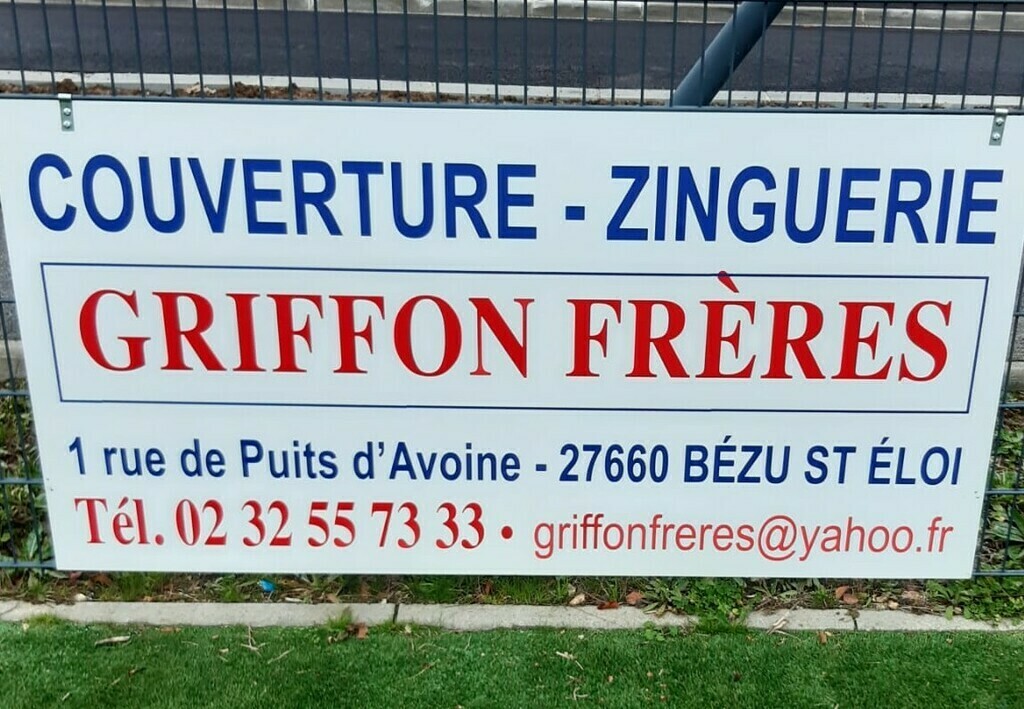 COUVERTURE - ZINGUERIE
GRIFFON FRÈRES
1 rue de Puits d'Avoine - 27660 BÉZU ST ÉLOI
Tél. 02 32 55 73 33 • griffonfreres@yahoo.fr